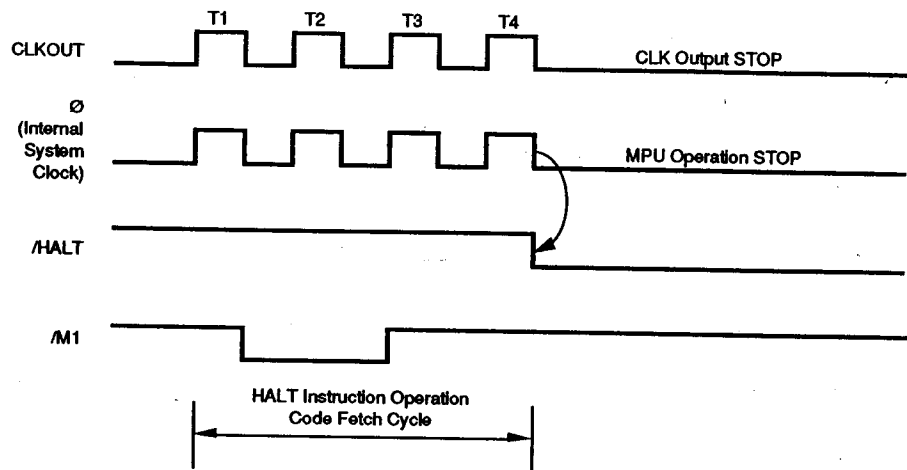 T1 T2 T3 T4
CLKOUT
CLK Output STOP
Ø
(Internal
System
Clock)
MPU Operation STOP
/HALT
/M1
HALT Instruction Operation
Code Fetch Cycle